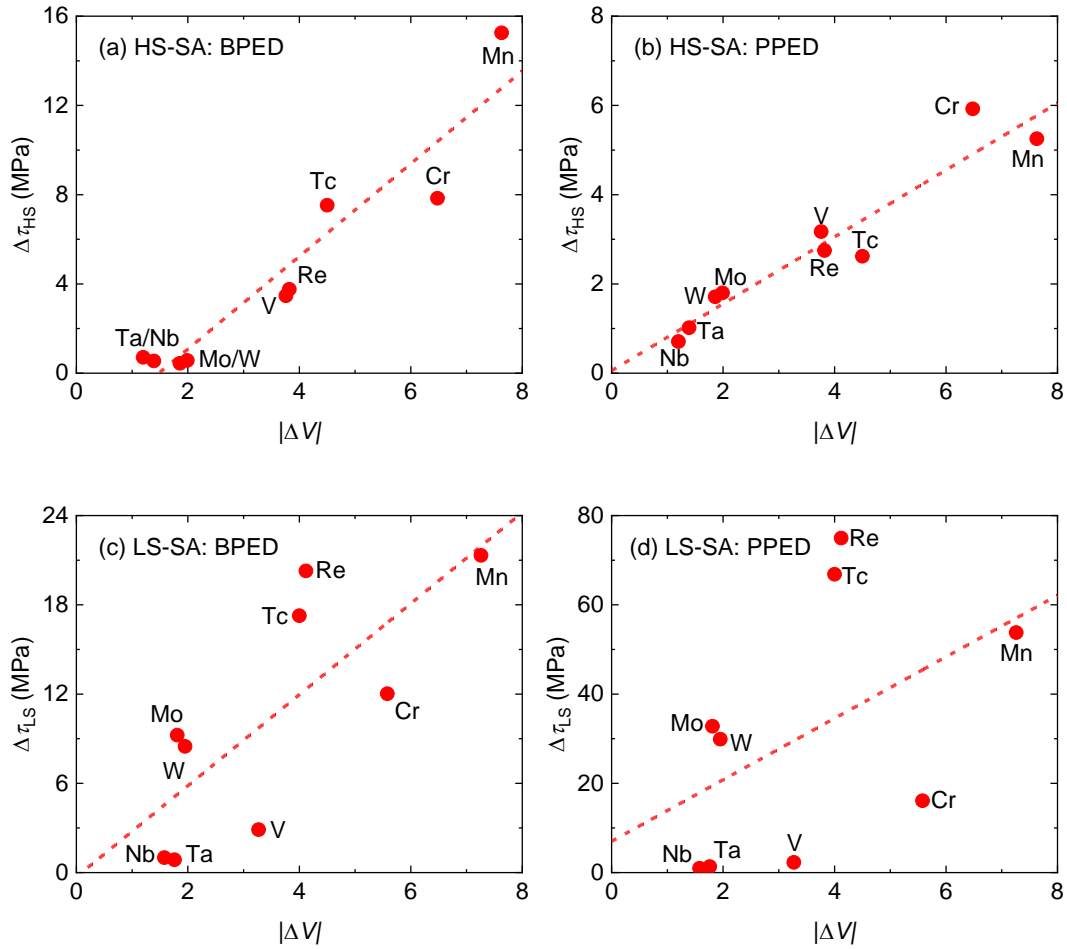 (a) HS-SA: BPED
Δτ_HS (MPa)
16
12
8
4
0
Mn
Tc
Cr
Re
V
Ta/Nb
Mo/W
0 2 4 6 8
|ΔV|
(b) HS-SA: PPED
Δτ_HS (MPa)
8
6
4
2
0
Cr
Mn
V
Tc
Re
Mo
W
Ta
Nb
0 2 4 6 8
|ΔV|
(c) LS-SA: BPED
Δτ_LS (MPa)
24
18
12
6
0
Re
Mn
Tc
Cr
Mo
W
V
Nb
Ta
0 2 4 6 8
|ΔV|
(d) LS-SA: PPED
Δτ_LS (MPa)
80
60
40
20
0
Re
Tc
Mn
Mo
W
Cr
V
Ta
Nb
0 2 4 6 8
|ΔV|